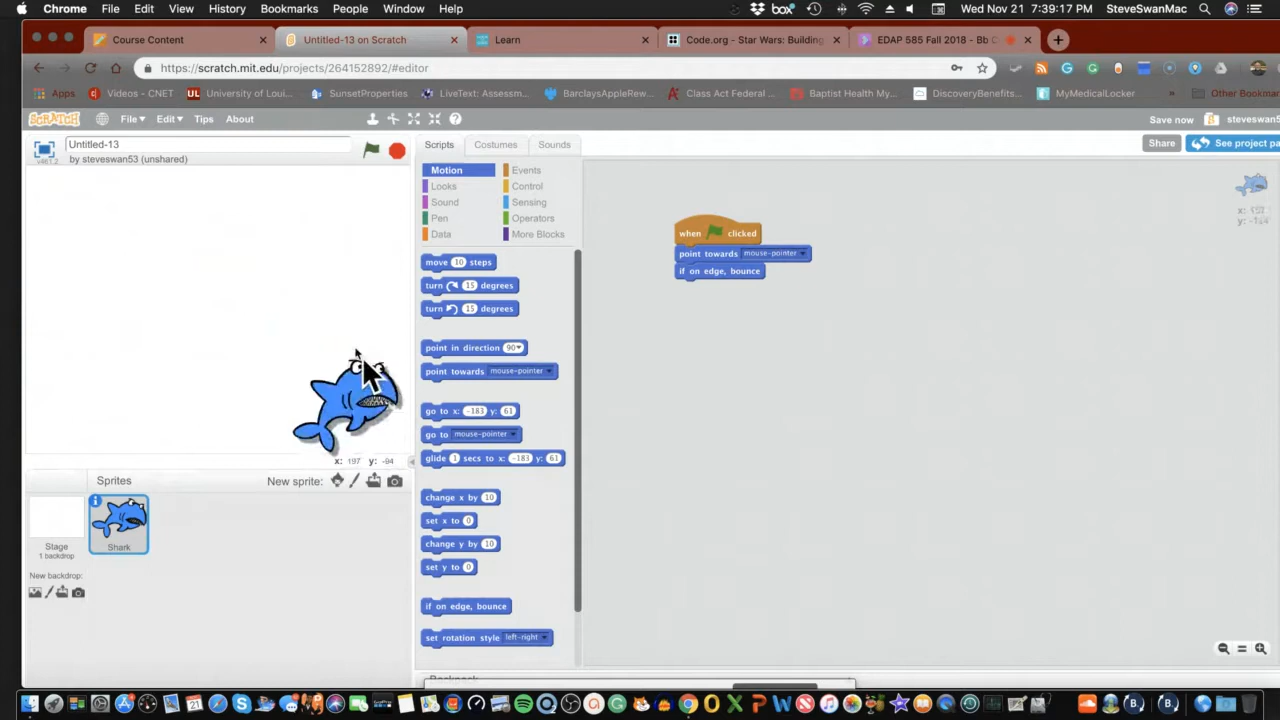 Chrome File Edit View History Bookmarks People Window Help box Wed Nov 21 7:39:17 PM SteveSwanMac
Course Content Untitled-13 on Scratch Learn Code.org - Star Wars: Building EDAP 585 Fall 2018 - Bb C
https://scratch.mit.edu/projects/264152892/#editor
Apps Videos - CNET UL University of Loui... SunsetProperties LiveText: Assessm... BarclaysAppleRew... Class Act Federal ... Baptist Health My... DiscoveryBenefits... MyMedicalLocker » Other Bookmar
SCRATCH File Edit Tips About Save now steveswan5
Untitled-13
by steveswan53 (unshared)
v461.2
Scripts Costumes Sounds
Share See project pa
Motion Events
Looks Control
Sound Sensing
Pen Operators
Data More Blocks
x: -197
when clicked
point towards mouse-pointer
if on edge, bounce
move 10 steps
turn 15 degrees
turn 15 degrees
point in direction 90
point towards mouse-pointer
go to x: -183 y: 61
go to mouse-pointer
glide 1 secs to x: -183 y: 61
x: 197 y: -94
Sprites New sprite:
change x by 10
set x to 0
change y by 10
set y to 0
Stage
1 backdrop
Shark
New backdrop:
if on edge, bounce
set rotation style left-right
Backpack